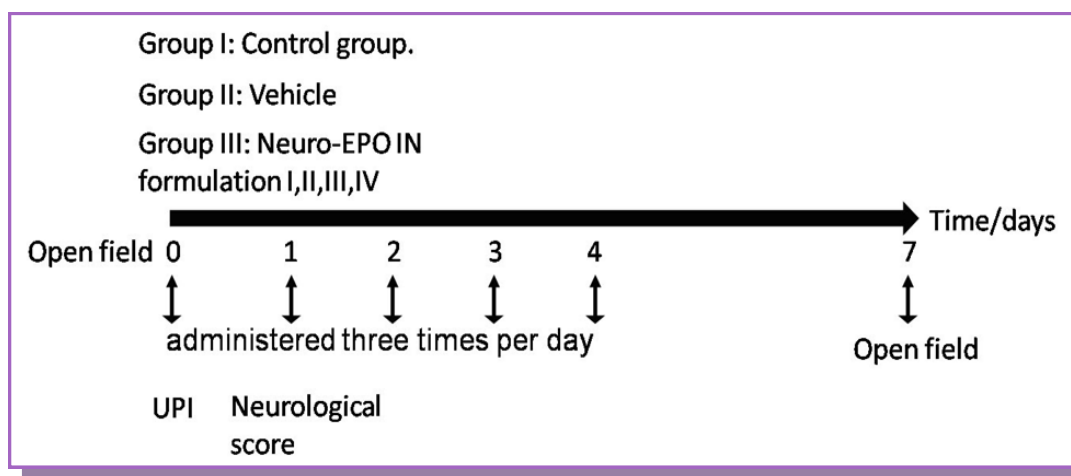 Group I: Control group.
Group II: Vehicle
Group III: Neuro-EPO IN
formulation I,II,III,IV
Time/days
Open field 0 1 2 3 4 7
administered three times per day
Open field
UPI Neurological
score